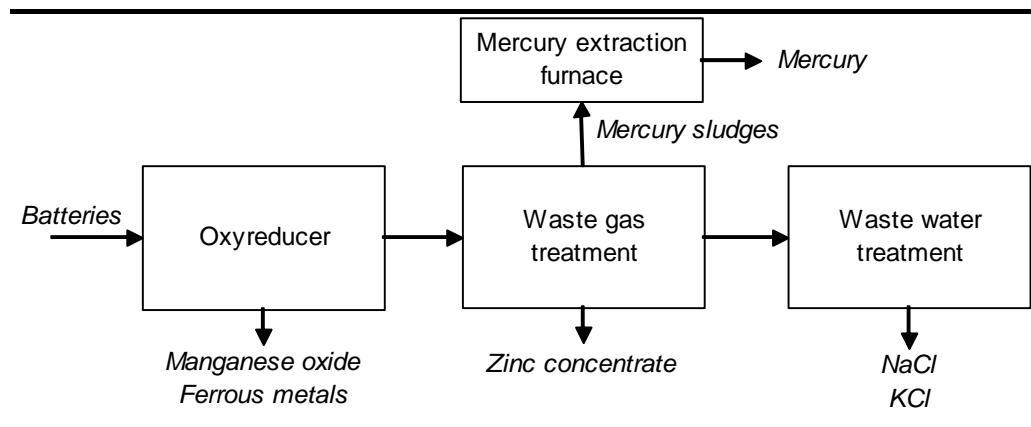 Mercury extraction
furnace
Mercury
Mercury sludges
Batteries
Oxyreducer
Waste gas
treatment
Waste water
treatment
Manganese oxide
Ferrous metals
Zinc concentrate
NaCl
KCl